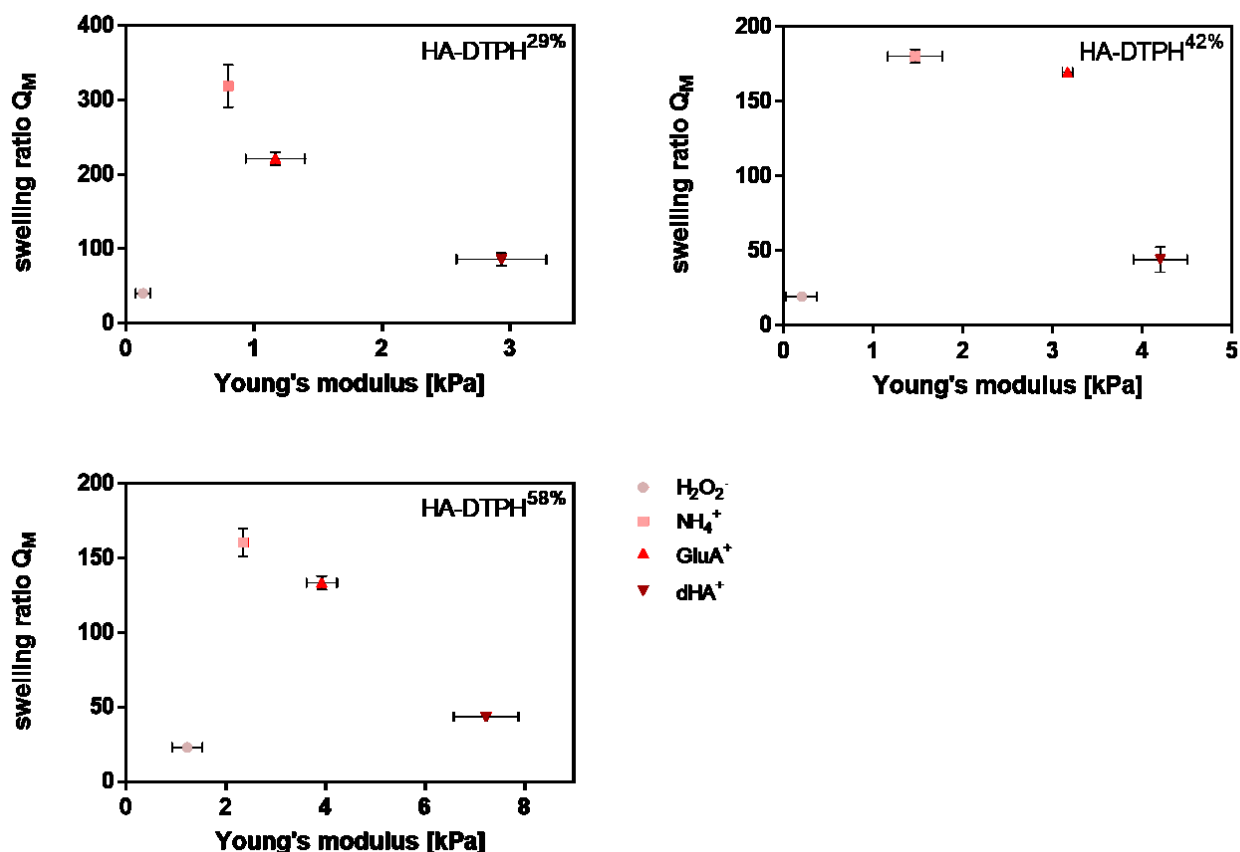 HA-DTPH29%
swelling ratio QM
400
300
200
100
0
0 1 2 3
Young's modulus [kPa]
HA-DTPH42%
swelling ratio QM
200
150
100
50
0
0 1 2 3 4 5
Young's modulus [kPa]
HA-DTPH58%
swelling ratio QM
200
150
100
50
0
0 2 4 6 8
Young's modulus [kPa]
H2O2-
NH4+
GluA+
dHA+